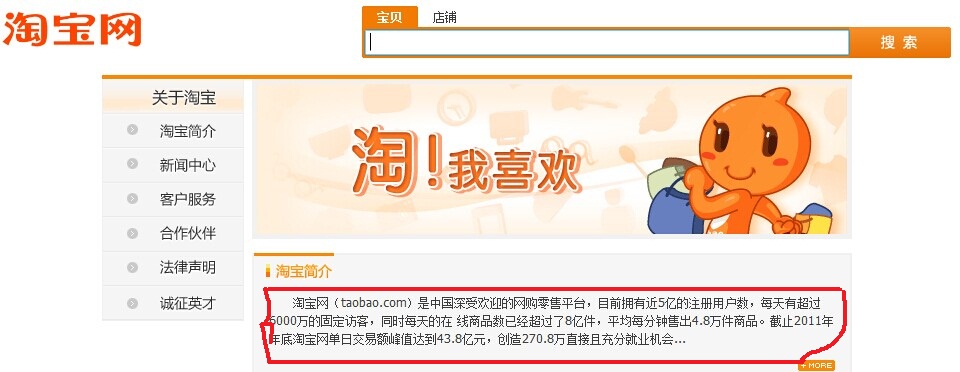 淘宝网
宝贝 店铺
搜 索
关于淘宝
淘宝简介
新闻中心
客户服务
合作伙伴
法律声明
诚征英才
淘!我喜欢
淘宝简介
淘宝网（taobao.com）是中国深受欢迎的网购零售平台，目前拥有近5亿的注册用户数，每天有超过
6000万的固定访客，同时每天的在 线商品数已经超过了8亿件，平均每分钟售出4.8万件商品。截止2011年
年底淘宝网单日交易额峰值达到43.8亿元，创造270.8万直接且充分就业机会...
+ MORE